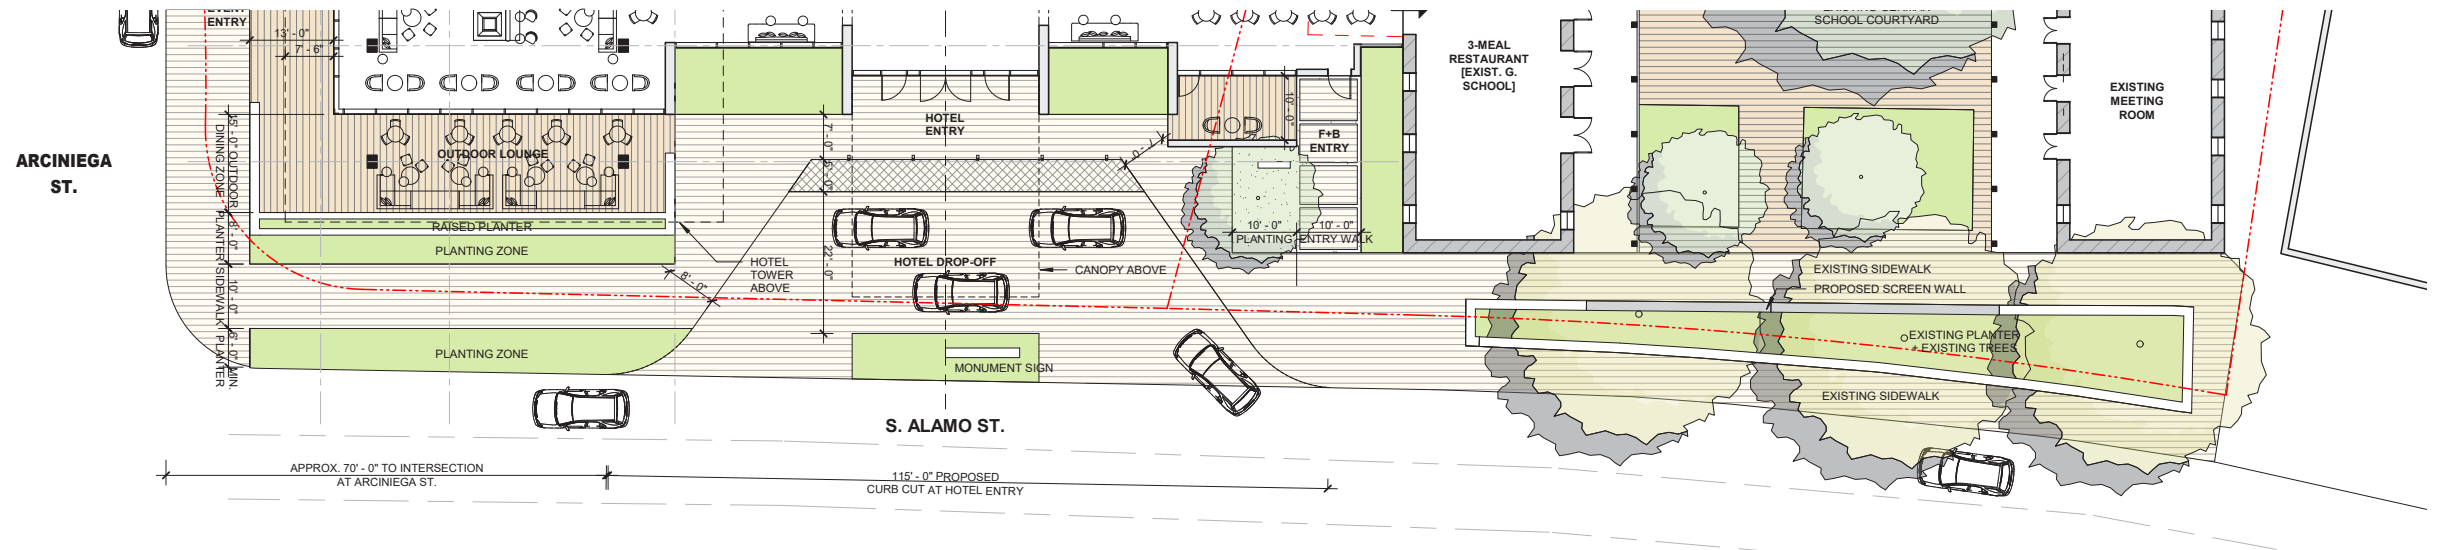 EVENT
ENTRY
13' - 0"
7' - 6"
EXISTING GERMAN
SCHOOL COURTYARD
3-MEAL
RESTAURANT
[EXIST. G.
SCHOOL]
EXISTING
MEETING
ROOM
10' - 0"
HOTEL
ENTRY
7' - 0"
F+B
ENTRY
ARCINIEGA
ST.
OUTDOOR LOUNGE
15' - 0" OUTDOOR
DINING ZONE
5' - 0"
RAISED PLANTER
PLANTING ZONE
PLANTER
10' - 0"
SIDEWALK
6' - 0" MIN.
PLANTER
10' - 0"
10' - 0"
PLANTING
ENTRY WALK
HOTEL
TOWER
ABOVE
8' - 0"
22' - 0"
HOTEL DROP-OFF
CANOPY ABOVE
EXISTING SIDEWALK
PROPOSED SCREEN WALL
EXISTING PLANTER
+ EXISTING TREES
PLANTING ZONE
MONUMENT SIGN
EXISTING SIDEWALK
S. ALAMO ST.
APPROX. 70' - 0" TO INTERSECTION
AT ARCINIEGA ST.
115' - 0" PROPOSED
CURB CUT AT HOTEL ENTRY